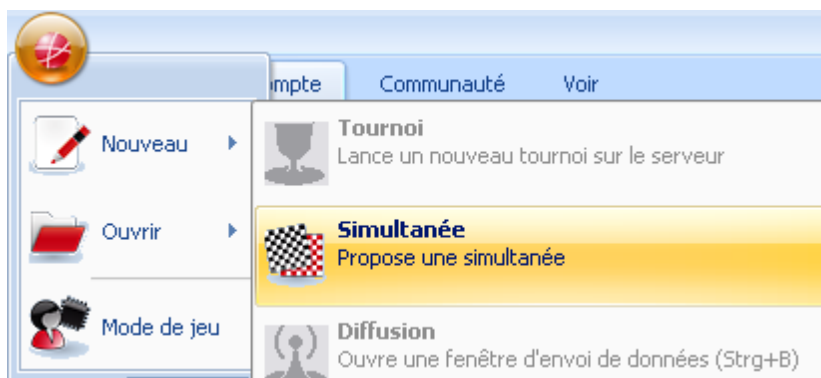 mpte Communauté Voir
Nouveau
Ouvrir
Mode de jeu
Tournoi
Lance un nouveau tournoi sur le serveur
Simultanée
Propose une simultanée
Diffusion
Ouvre une fenêtre d'envoi de données (Strg+B)